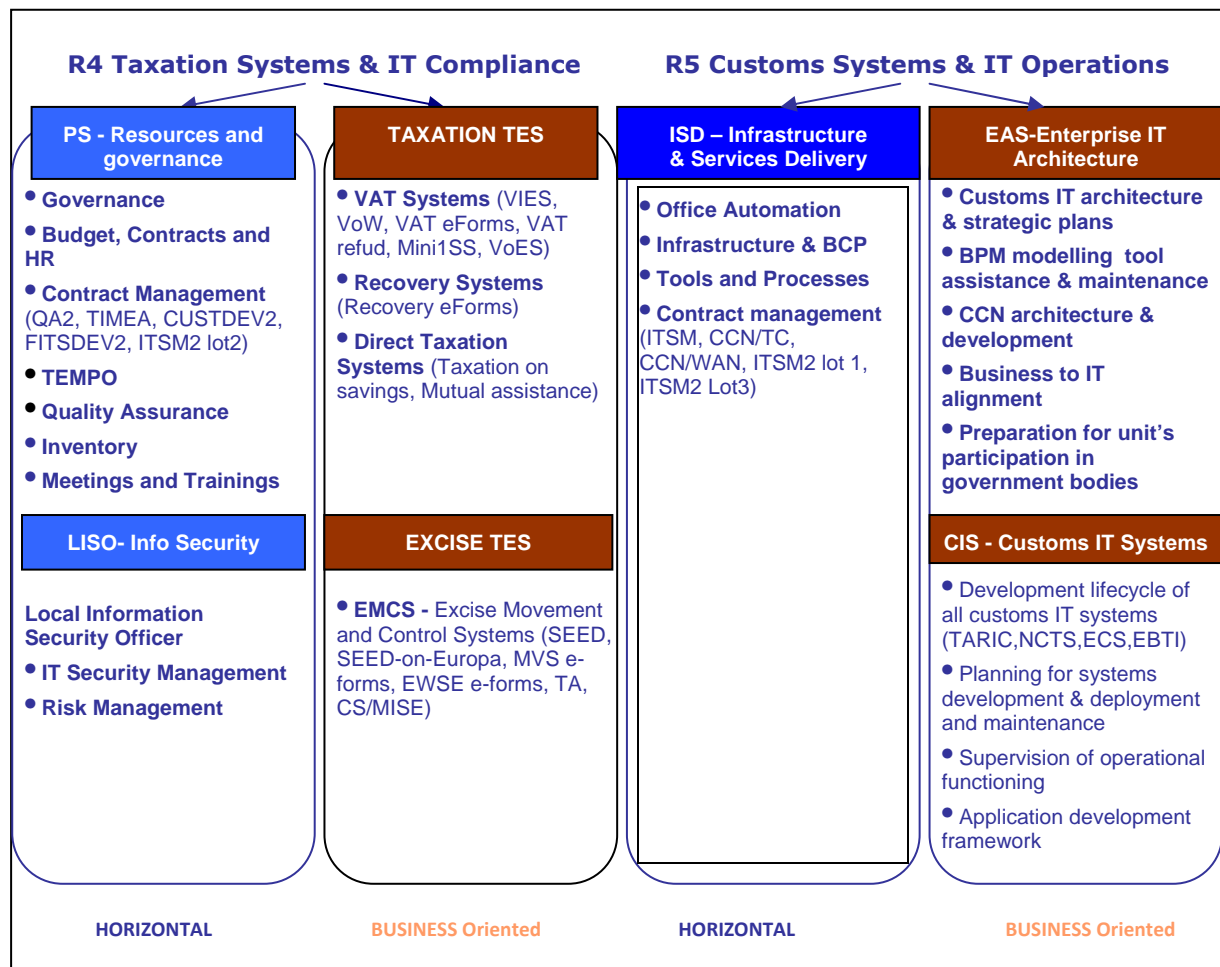 R4 Taxation Systems & IT Compliance
R5 Customs Systems & IT Operations
PS - Resources and
governance
• Governance
• Budget, Contracts and
HR
• Contract Management
(QA2, TIMEA, CUSTDEV2,
FITSDEV2, ITSM2 lot2)
• TEMPO
• Quality Assurance
• Inventory
• Meetings and Trainings
LISO- Info Security
Local Information
Security Officer
• IT Security Management
• Risk Management
HORIZONTAL
TAXATION TES
• VAT Systems (VIES,
VoW, VAT eForms, VAT
refud, Mini1SS, VoES)
• Recovery Systems
(Recovery eForms)
• Direct Taxation
Systems (Taxation on
savings, Mutual assistance)
EXCISE TES
• EMCS - Excise Movement
and Control Systems (SEED,
SEED-on-Europa, MVS e-
forms, EWSE e-forms, TA,
CS/MISE)
BUSINESS Oriented
ISD – Infrastructure
& Services Delivery
• Office Automation
• Infrastructure & BCP
• Tools and Processes
• Contract management
(ITSM, CCN/TC,
CCN/WAN, ITSM2 lot 1,
ITSM2 Lot3)
HORIZONTAL
EAS-Enterprise IT
Architecture
• Customs IT architecture
& strategic plans
• BPM modelling tool
assistance & maintenance
• CCN architecture &
development
• Business to IT
alignment
• Preparation for unit's
participation in
government bodies
CIS - Customs IT Systems
• Development lifecycle of
all customs IT systems
(TARIC,NCTS,ECS,EBTI)
• Planning for systems
development & deployment
and maintenance
• Supervision of operational
functioning
• Application development
framework
BUSINESS Oriented